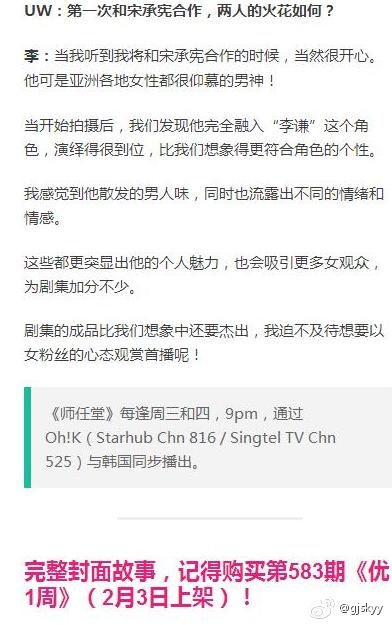 UW：第一次和宋承宪合作，两人的火花如何？
李：当我听到我将和宋承宪合作的时候，当然很开心。
他可是亚洲各地女性都很仰慕的男神！
当开始拍摄后，我们发现他完全融入“李谦”这个角
色，演绎得很到位，比我们想象得更符合角色的个性。
我感觉到他散发的男人味，同时也流露出不同的情绪和
情感。
这些都更突显出他的个人魅力，也会吸引更多女观众，
为剧集加分不少。
剧集的成品比我们想象中还要杰出，我迫不及待想要以
女粉丝的心态观赏首播呢！
《师任堂》每逢周三和四，9pm，通过
Oh!K（Starhub Chn 816 / Singtel TV Chn
525）与韩国同步播出。
完整封面故事，记得购买第583期《优
1周》（2月3日上架）！
@gjskyy